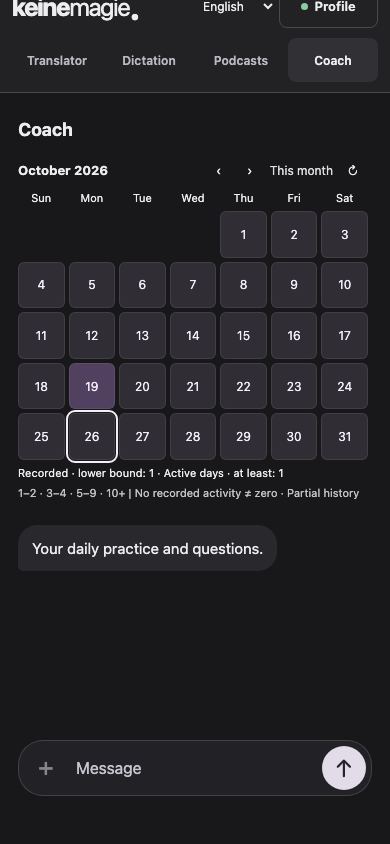 keinemagie.
English
Profile
Translator Dictation Podcasts Coach
Coach
October 2026 ‹ › This month ↻
Sun Mon Tue Wed Thu Fri Sat
1 2 3
4 5 6 7 8 9 10
11 12 13 14 15 16 17
18 19 20 21 22 23 24
25 26 27 28 29 30 31
Recorded · lower bound: 1 · Active days · at least: 1
1–2 · 3–4 · 5–9 · 10+ | No recorded activity ≠ zero · Partial history
Your daily practice and questions.
+ Message